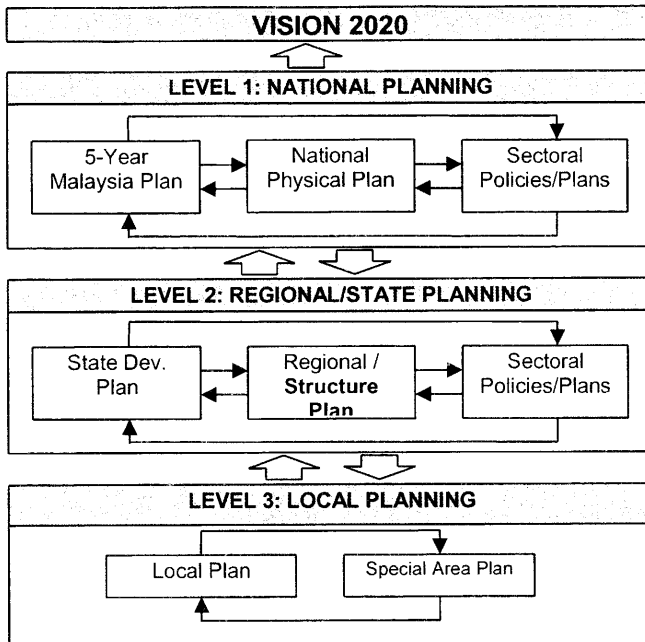 VISION 2020
LEVEL 1: NATIONAL PLANNING
5-Year
Malaysia Plan
National
Physical Plan
Sectoral
Policies/Plans
LEVEL 2: REGIONAL/STATE PLANNING
State Dev.
Plan
Regional /
Structure
Plan
Sectoral
Policies/Plans
LEVEL 3: LOCAL PLANNING
Local Plan
Special Area Plan